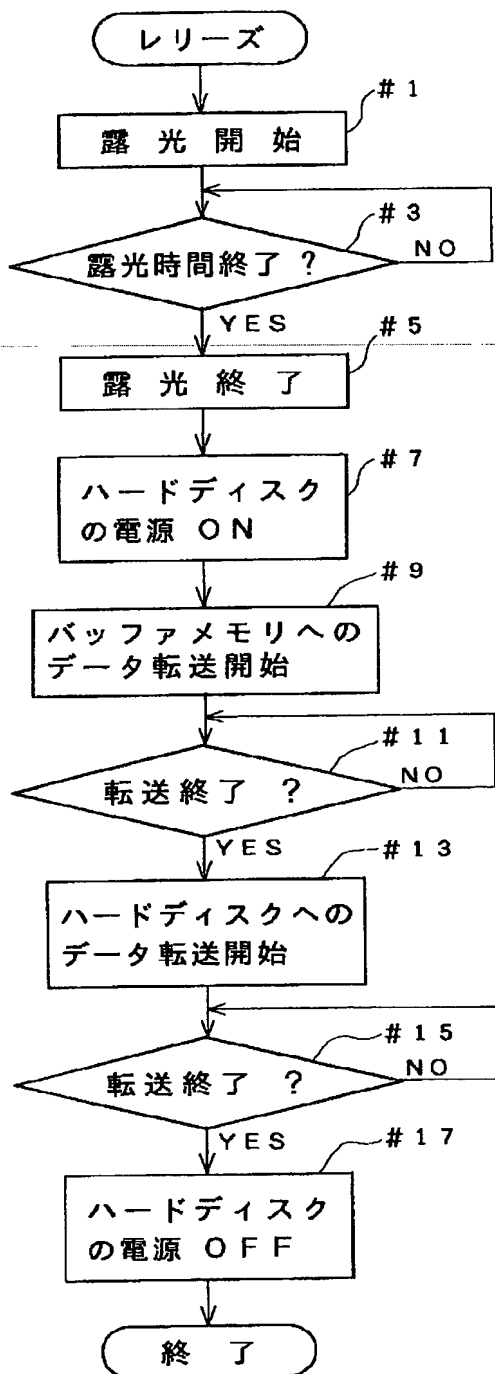 レリーズ
#1
露光開始
#3
露光時間終了?
NO
YES
#5
露光終了
#7
ハードディスク
の電源 ON
#9
バッファメモリへの
データ転送開始
#11
転送終了?
NO
YES
#13
ハードディスクへの
データ転送開始
#15
転送終了?
NO
YES
#17
ハードディスク
の電源 OFF
終了